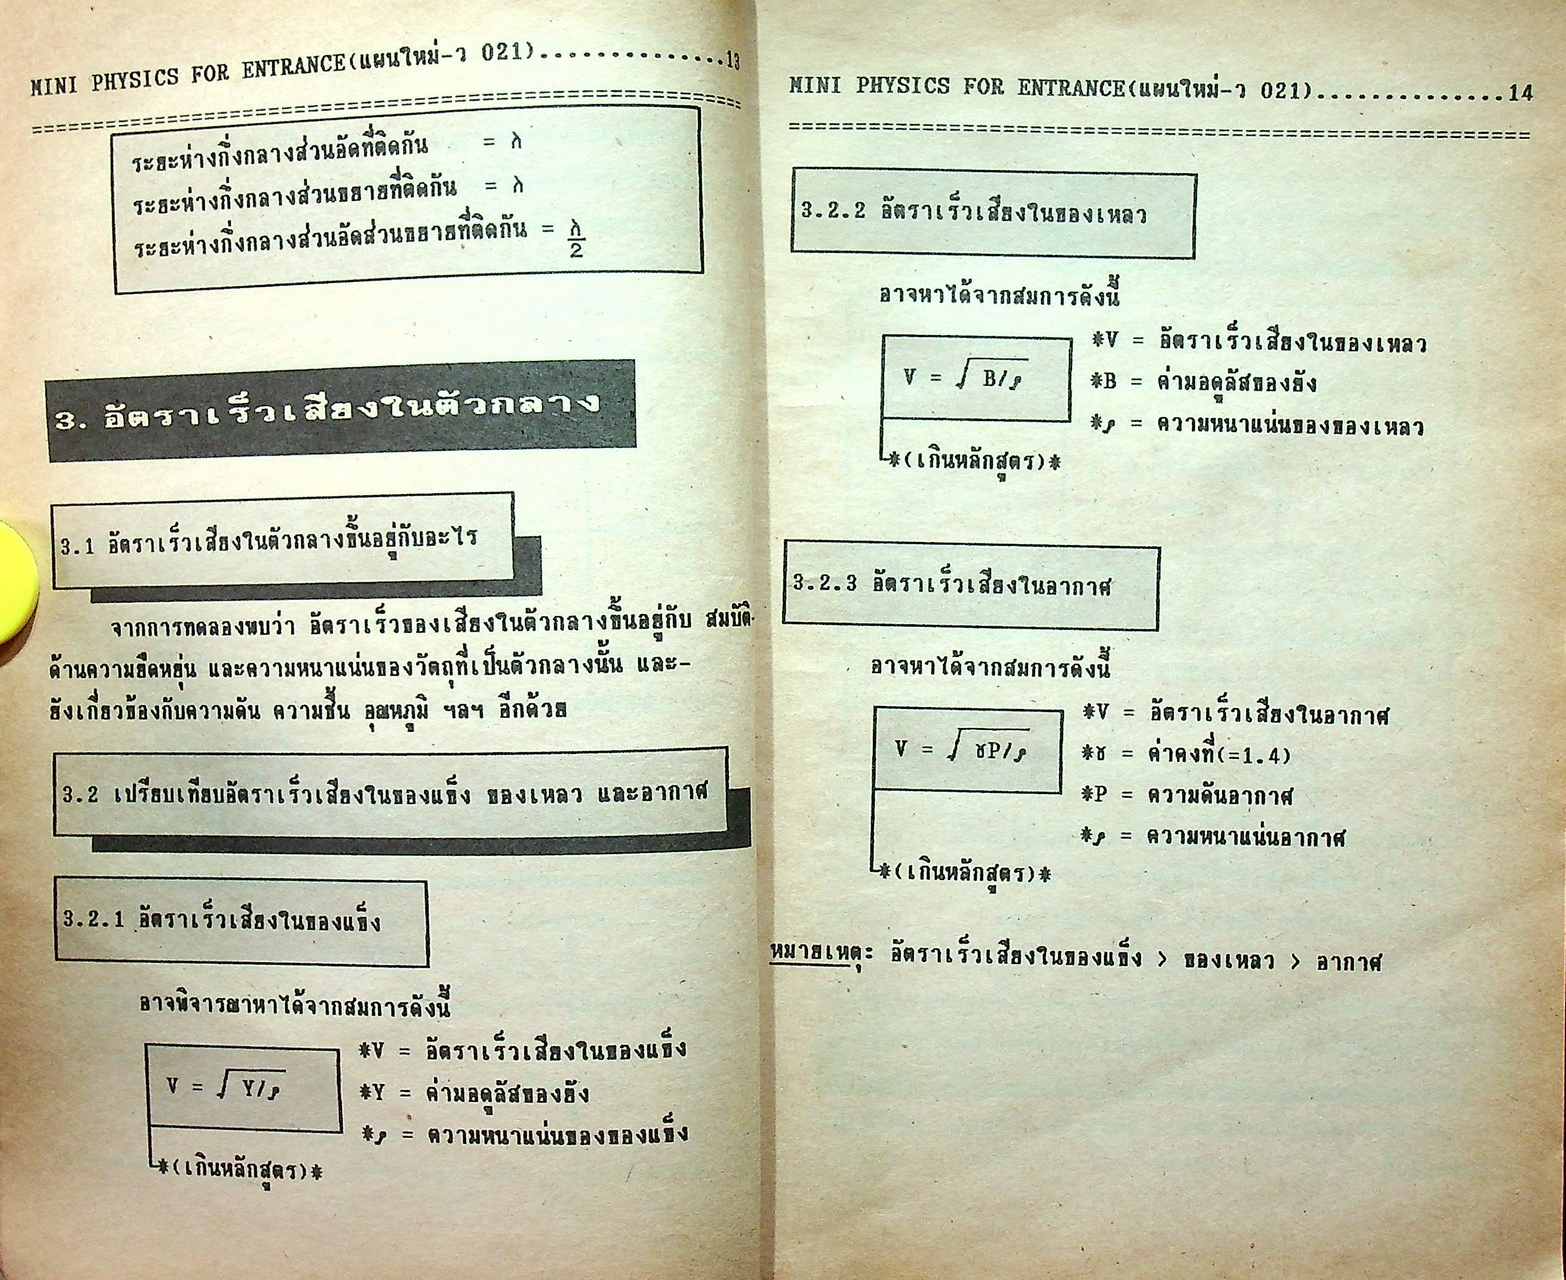 MINI PHYSICS FOR ENTRANCE(แผนใหม่-ว 021)..............13
ระยะห่างกึ่งกลางส่วนอัดที่ติดกัน = λ
ระยะห่างกึ่งกลางส่วนขยายที่ติดกัน = λ
ระยะห่างกึ่งกลางส่วนอัดส่วนขยายที่ติดกัน = λ/2
3. อัตราเร็วเสียงในตัวกลาง
3.1 อัตราเร็วเสียงในตัวกลางขึ้นอยู่กับอะไร
จากการทดลองพบว่า อัตราเร็วของเสียงในตัวกลางขึ้นอยู่กับ สมบัติ-
ด้านความยืดหยุ่น และความหนาแน่นของวัตถุที่เป็นตัวกลางนั้น และ-
ยังเกี่ยวข้องกับความดัน ความชื้น อุณหภูมิ ฯลฯ อีกด้วย
3.2 เปรียบเทียบอัตราเร็วเสียงในของแข็ง ของเหลว และอากาศ
3.2.1 อัตราเร็วเสียงในของแข็ง
อาจพิจารณาหาได้จากสมการดังนี้
V = √Y/ρ
*V = อัตราเร็วเสียงในของแข็ง
*Y = ค่ามอดูลัสของยัง
*ρ = ความหนาแน่นของของแข็ง
*(เกินหลักสูตร)*
MINI PHYSICS FOR ENTRANCE(แผนใหม่-ว 021)..............14
3.2.2 อัตราเร็วเสียงในของเหลว
อาจหาได้จากสมการดังนี้
V = √B/ρ
*V = อัตราเร็วเสียงในของเหลว
*B = ค่ามอดูลัสของยัง
*ρ = ความหนาแน่นของของเหลว
*(เกินหลักสูตร)*
3.2.3 อัตราเร็วเสียงในอากาศ
อาจหาได้จากสมการดังนี้
V = √γP/ρ
*V = อัตราเร็วเสียงในอากาศ
*γ = ค่าคงที่(=1.4)
*P = ความดันอากาศ
*ρ = ความหนาแน่นอากาศ
*(เกินหลักสูตร)*
หมายเหตุ: อัตราเร็วเสียงในของแข็ง > ของเหลว > อากาศ